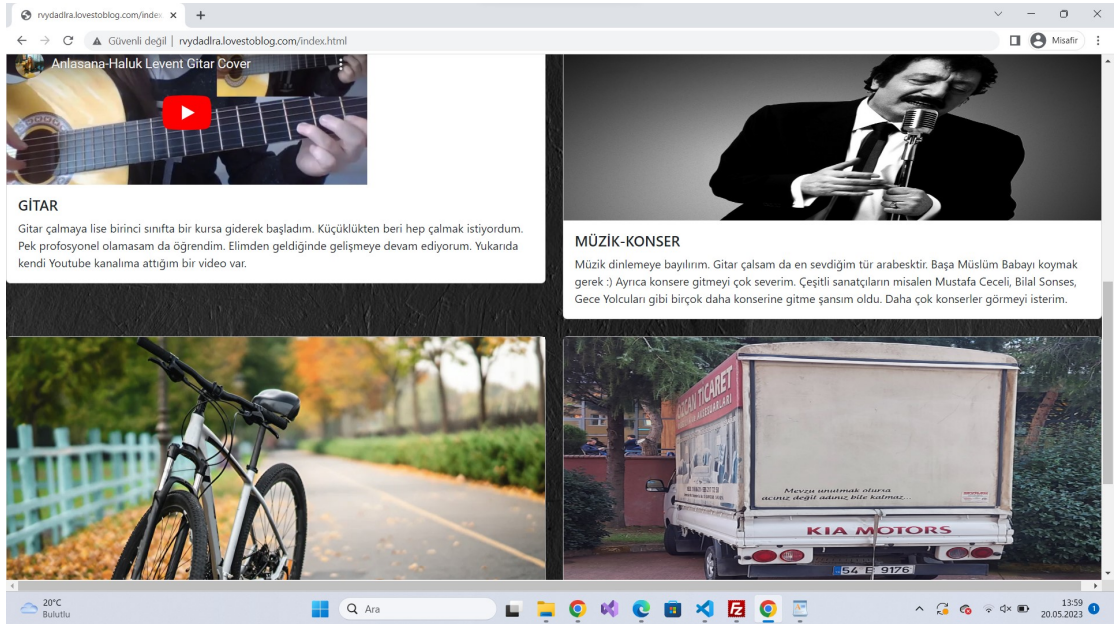 rvydadlra.lovestoblog.com/index
Güvenli değil | rvydadlra.lovestoblog.com/index.html
Misafir
Anlasana-Haluk Levent Gitar Cover
GİTAR
Gitar çalmaya lise birinci sınıfta bir kursa giderek başladım. Küçüklükten beri hep çalmak istiyordum.
Pek profosyonel olamasam da öğrendim. Elimden geldiğinde gelişmeye devam ediyorum. Yukarıda
kendi Youtube kanalıma attığım bir video var.
MÜZİK-KONSER
Müzik dinlemeye bayılırım. Gitar çalsam da en sevdiğim tür arabesktir. Başa Müslüm Babayı koymak
gerek :) Ayrıca konsere gitmeyi çok severim. Çeşitli sanatçıların misalen Mustafa Ceceli, Bilal Sonses,
Gece Yolcuları gibi birçok daha konserine gitme şansım oldu. Daha çok konserler görmeyi isterim.
ZCAN TİCARET
AKSESUARLARI
Mevzu unutmak olursa
acınız değil adınız bile kalmaz...
KIA MOTORS
54 E 9176
20°C
Bulutlu
Ara
13:59
20.05.2023
1